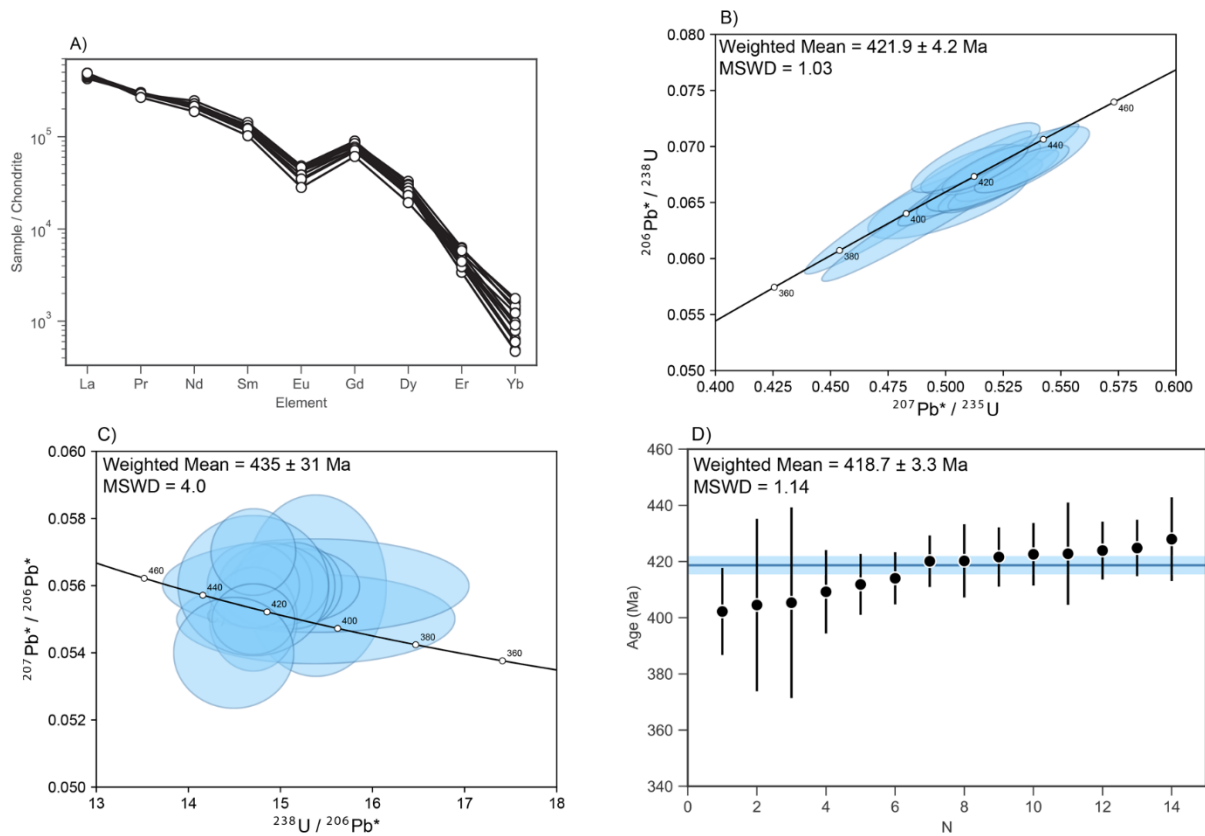 A)
Sample / Chondrite
10⁵
10⁴
10³
La Pr Nd Sm Eu Gd Dy Er Yb
Element
B)
Weighted Mean = 421.9 ± 4.2 Ma
MSWD = 1.03
²⁰⁶Pb* / ²³⁸U
0.080
0.075
0.070
0.065
0.060
0.055
0.050
460
440
420
400
380
360
0.400 0.425 0.450 0.475 0.500 0.525 0.550 0.575 0.600
²⁰⁷Pb* / ²³⁵U
C)
Weighted Mean = 435 ± 31 Ma
MSWD = 4.0
²⁰⁷Pb* / ²⁰⁶Pb*
0.060
0.058
0.056
0.054
0.052
0.050
460
440
420
400
380
360
13 14 15 16 17 18
²³⁸U / ²⁰⁶Pb*
D)
Weighted Mean = 418.7 ± 3.3 Ma
MSWD = 1.14
Age (Ma)
460
440
420
400
380
360
340
0 2 4 6 8 10 12 14
N